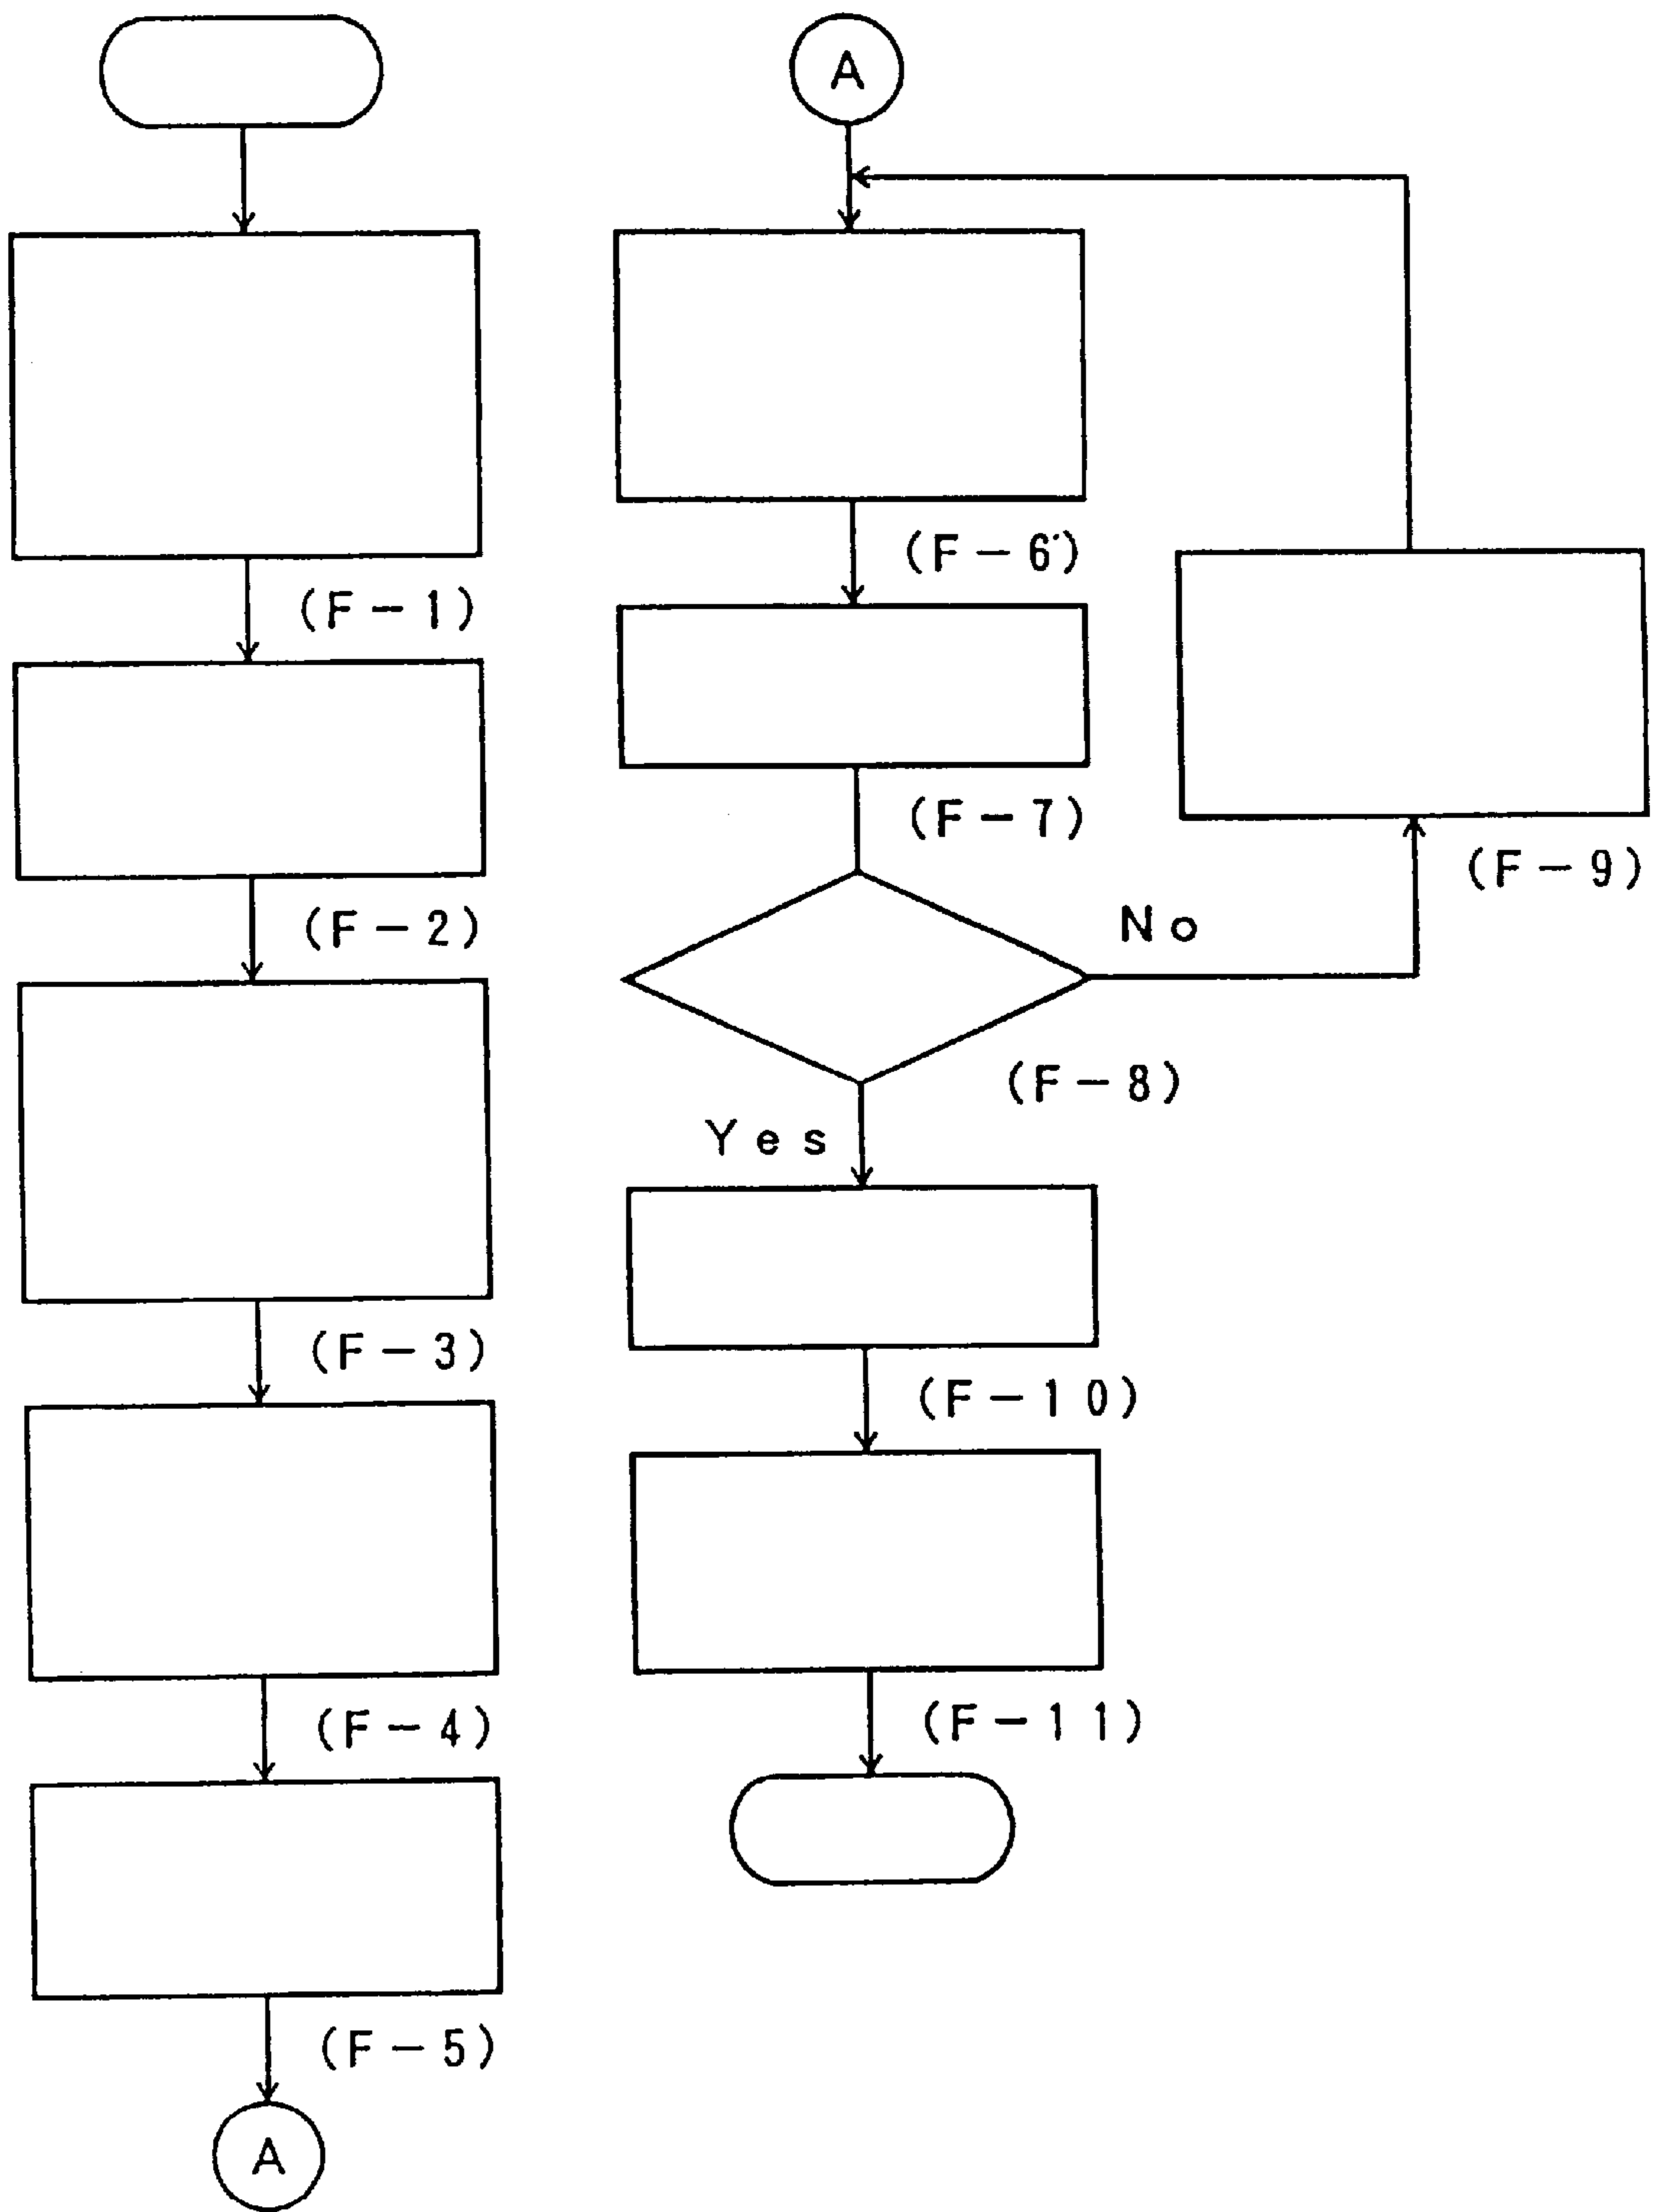 (F-1)
(F-2)
(F-3)
(F-4)
(F-5)
A
A
(F-6)
(F-7)
No
(F-9)
(F-8)
Yes
(F-10)
(F-11)